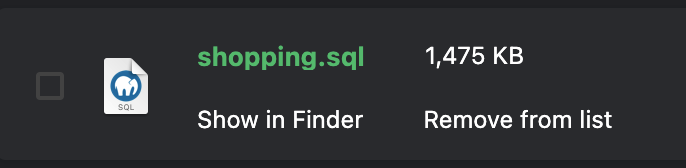 shopping.sql 1,475 KB
SQL
Show in Finder Remove from list